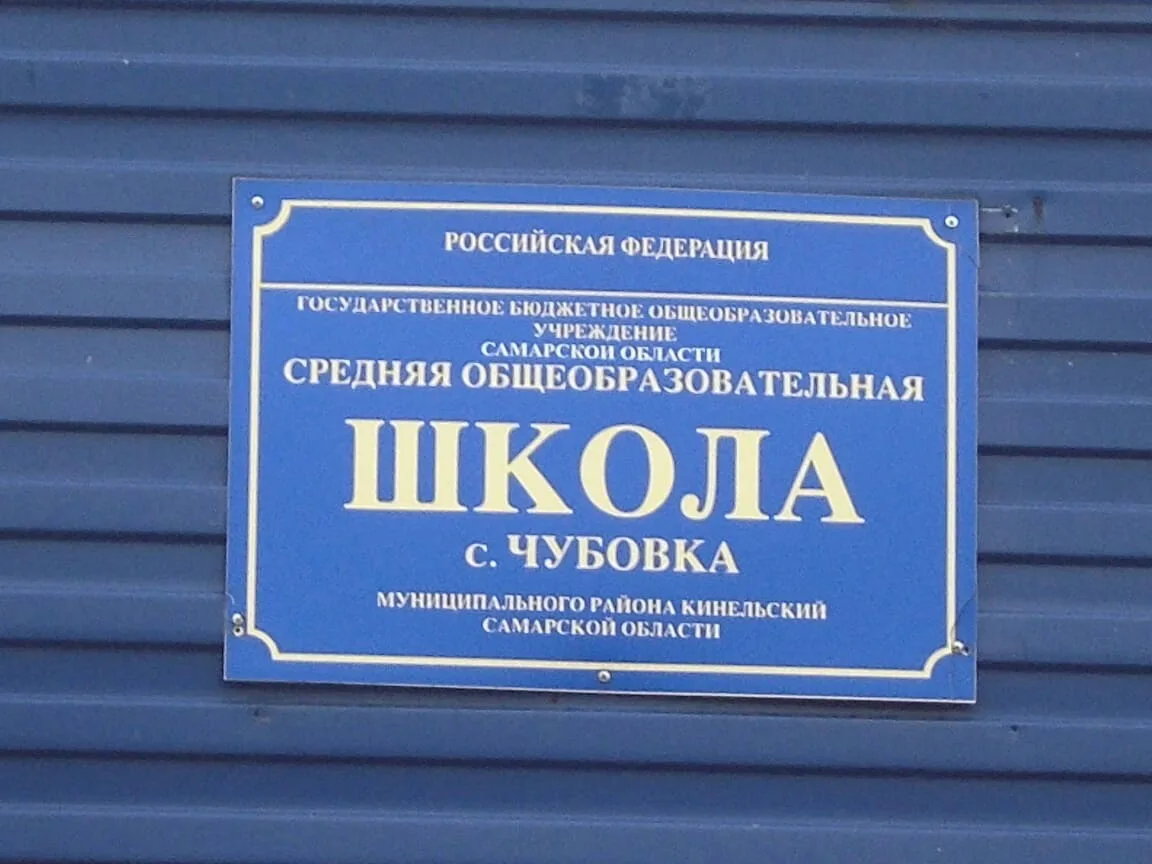 РОССИЙСКАЯ ФЕДЕРАЦИЯ
ГОСУДАРСТВЕННОЕ БЮДЖЕТНОЕ ОБЩЕОБРАЗОВАТЕЛЬНОЕ
УЧРЕЖДЕНИЕ
САМАРСКОЙ ОБЛАСТИ
СРЕДНЯЯ ОБЩЕОБРАЗОВАТЕЛЬНАЯ
ШКОЛА
с. ЧУБОВКА
МУНИЦИПАЛЬНОГО РАЙОНА КИНЕЛЬСКИЙ
САМАРСКОЙ ОБЛАСТИ